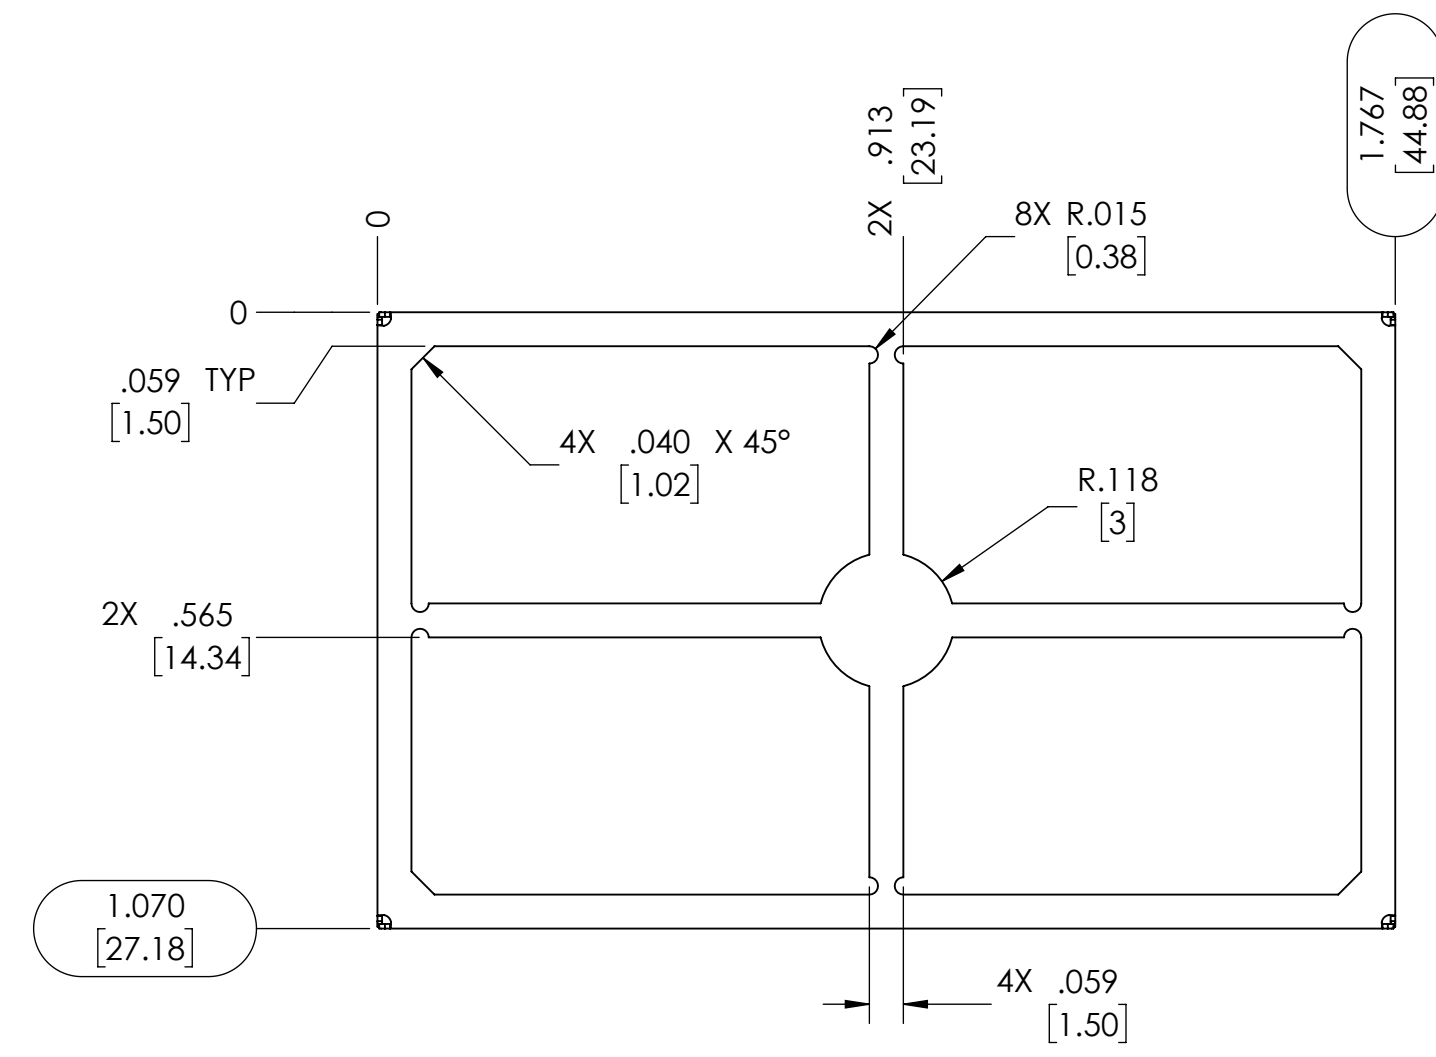 1.767
[44.88]
2X .913
[23.19]
0
8X R.015
[0.38]
0
.059 TYP
[1.50]
4X .040 X 45°
[1.02]
R.118
[3]
2X .565
[14.34]
1.070
[27.18]
4X .059
[1.50]